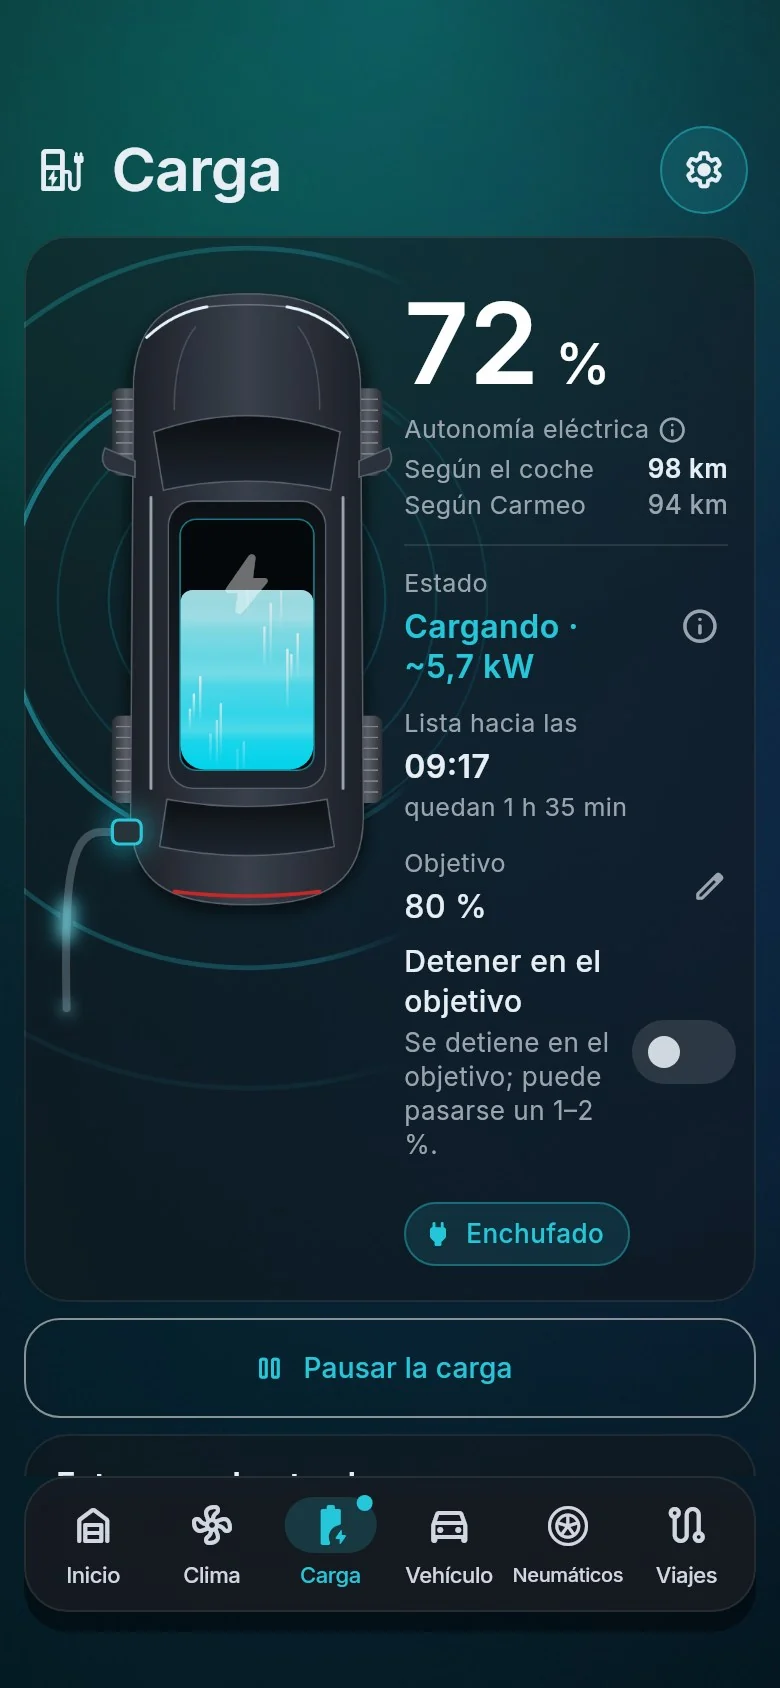 Carga
72 %
Autonomía eléctrica
Según el coche 98 km
Según Carmeo 94 km
Estado
Cargando ·
~5,7 kW
Lista hacia las
09:17
quedan 1 h 35 min
Objetivo
80 %
Detener en el
objetivo
Se detiene en el
objetivo; puede
pasarse un 1–2
%.
Enchufado
Pausar la carga
Inicio Clima Carga Vehículo Neumáticos Viajes